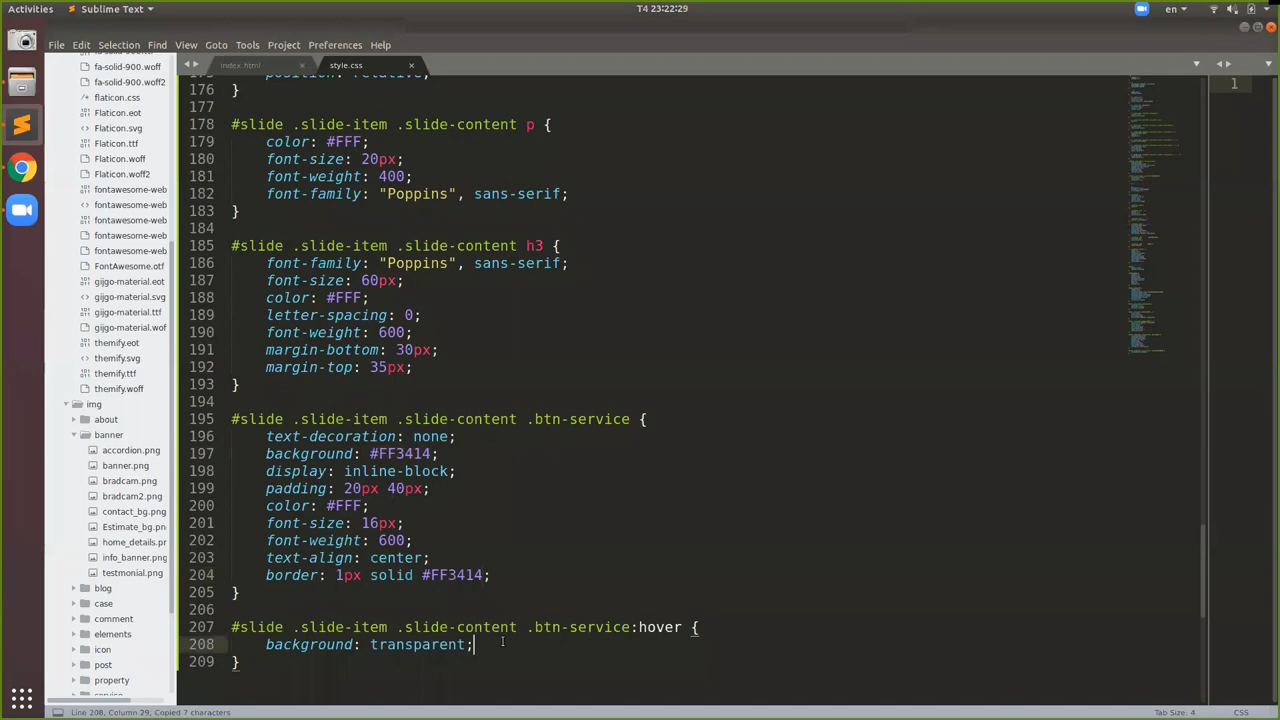 Activities Sublime Text T4 23:22:29 en
File Edit Selection Find View Goto Tools Project Preferences Help
index.html style.css
fa-solid-900.woff
fa-solid-900.woff2
flaticon.css
Flaticon.eot
Flaticon.svg
Flaticon.ttf
Flaticon.woff
Flaticon.woff2
fontawesome-web
fontawesome-web
fontawesome-web
fontawesome-web
fontawesome-web
FontAwesome.otf
gijgo-material.eot
gijgo-material.svg
gijgo-material.ttf
gijgo-material.wof
themify.eot
themify.svg
themify.ttf
themify.woff
img
about
banner
accordion.png
banner.png
bradcam.png
bradcam2.png
contact_bg.png
Estimate_bg.pn
home_details.pr
info_banner.png
testmonial.png
blog
case
comment
elements
icon
post
property
service
175 position: relative;
176 }
177
178 #slide .slide-item .slide-content p {
179 color: #FFF;
180 font-size: 20px;
181 font-weight: 400;
182 font-family: "Poppins", sans-serif;
183 }
184
185 #slide .slide-item .slide-content h3 {
186 font-family: "Poppins", sans-serif;
187 font-size: 60px;
188 color: #FFF;
189 letter-spacing: 0;
190 font-weight: 600;
191 margin-bottom: 30px;
192 margin-top: 35px;
193 }
194
195 #slide .slide-item .slide-content .btn-service {
196 text-decoration: none;
197 background: #FF3414;
198 display: inline-block;
199 padding: 20px 40px;
200 color: #FFF;
201 font-size: 16px;
202 font-weight: 600;
203 text-align: center;
204 border: 1px solid #FF3414;
205 }
206
207 #slide .slide-item .slide-content .btn-service:hover {
208 background: transparent;
209 }
1
Line 208, Column 29, Copied 7 characters Tab Size: 4 CSS